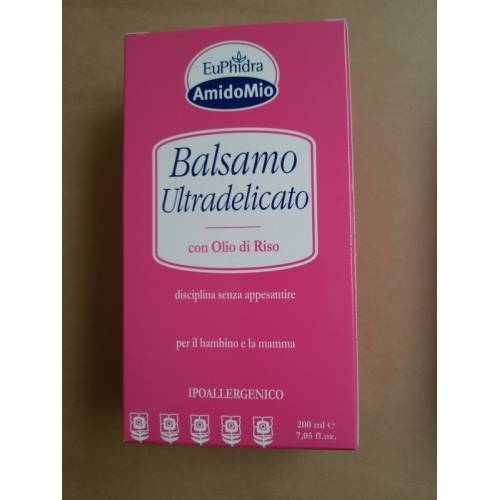 EuPhidra
AmidoMio
Balsamo
Ultradelicato
con Olio di Riso
disciplina senza appesantire
per il bambino e la mamma
IPOALLERGENICO
200 ml ℮
7,05 fl.oz.